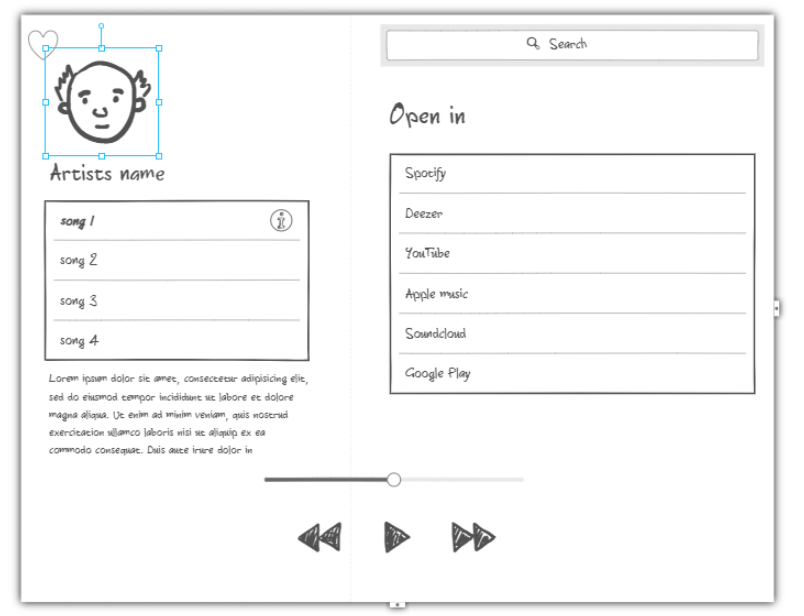 Search
Open in
Artists name
song 1
song 2
song 3
song 4
Lorem ipsum dolor sit amet, consectetur adipisicing elit,
sed do eiusmod tempor incididunt ut labore et dolore
magna aliqua. Ut enim ad minim veniam, quis nostrud
exercitation ullamco laboris nisi ut aliquip ex ea
commodo consequat. Duis aute irure dolor in
Spotify
Deezer
YouTube
Apple music
Soundcloud
Google Play